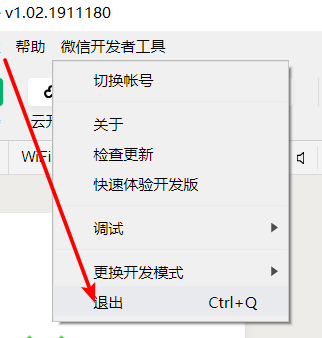 v1.02.1911180
帮助 微信开发者工具
切换帐号
云开
关于
WiFi
检查更新
快速体验开发版
调试
更换开发模式
退出 Ctrl+Q